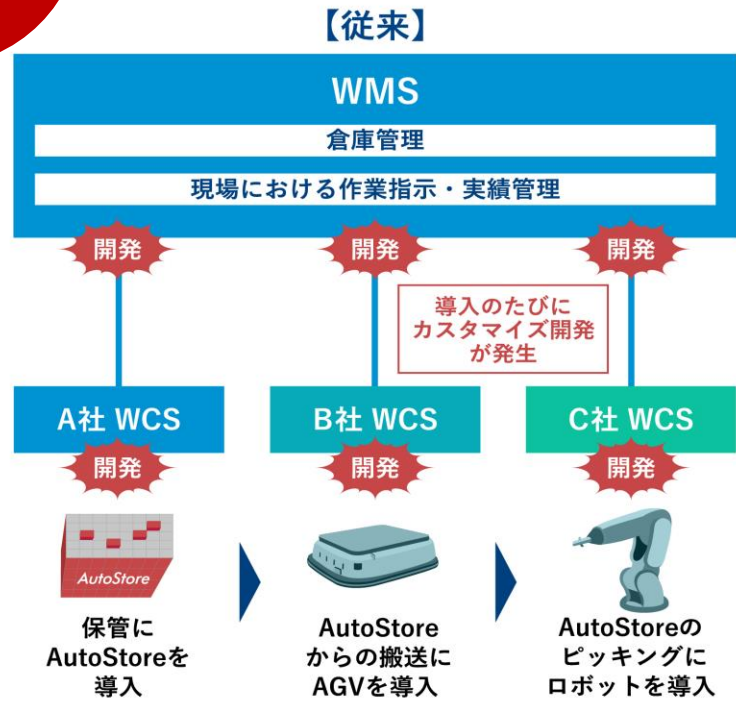 【従来】
WMS
倉庫管理
現場における作業指示・実績管理
開発
開発
開発
導入のたびに
カスタマイズ開発
が発生
A社 WCS
B社 WCS
C社 WCS
開発
開発
開発
AutoStore
保管に
AutoStoreを
導入
AutoStore
からの搬送に
AGVを導入
AutoStoreの
ピッキングに
ロボットを導入